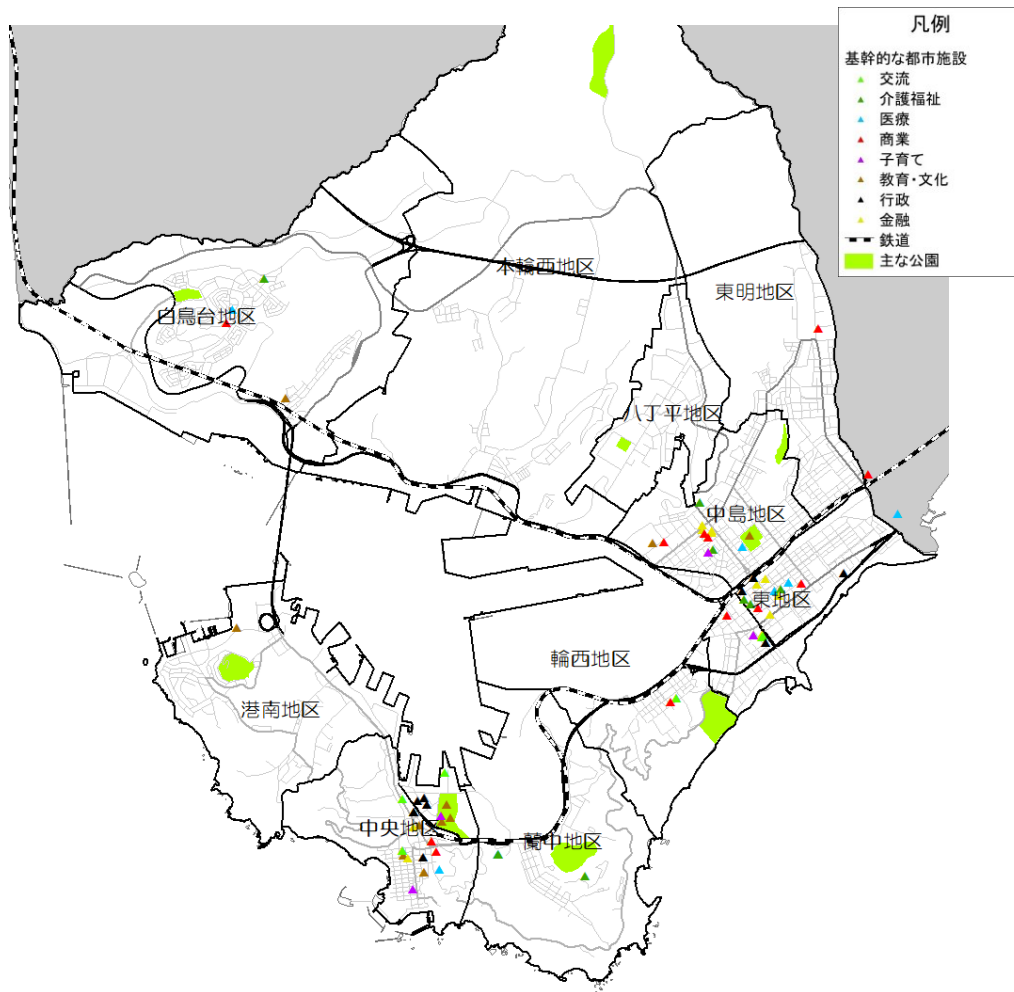 凡例
基幹的な都市施設
交流
介護福祉
医療
商業
子育て
教育・文化
行政
金融
鉄道
主な公園
本輪西地区
東明地区
白鳥台地区
八丁平地区
中島地区
東地区
輪西地区
港南地区
中央地区
蘭中地区